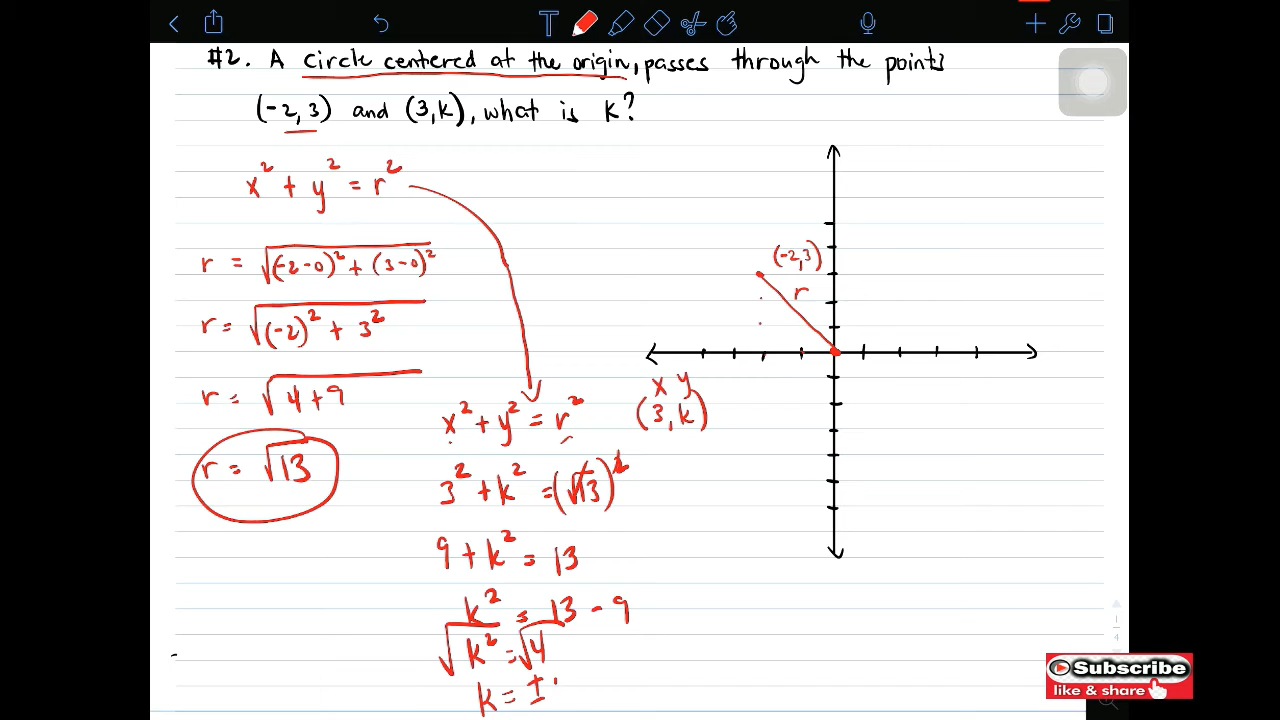 #2. A circle centered at the origin, passes through the points
(-2, 3) and (3, k), what is k?
x² + y² = r²
r = √((-2-0)² + (3-0)²)
r = √((-2)² + 3²)
r = √(4+9)
r = √13
x² + y² = r²
3² + k² = (√13)²
9 + k² = 13
k² = 13 - 9
√k² = √4
k = ±
(-2,3)
r
x y
(3, k)
Subscribe
like & share